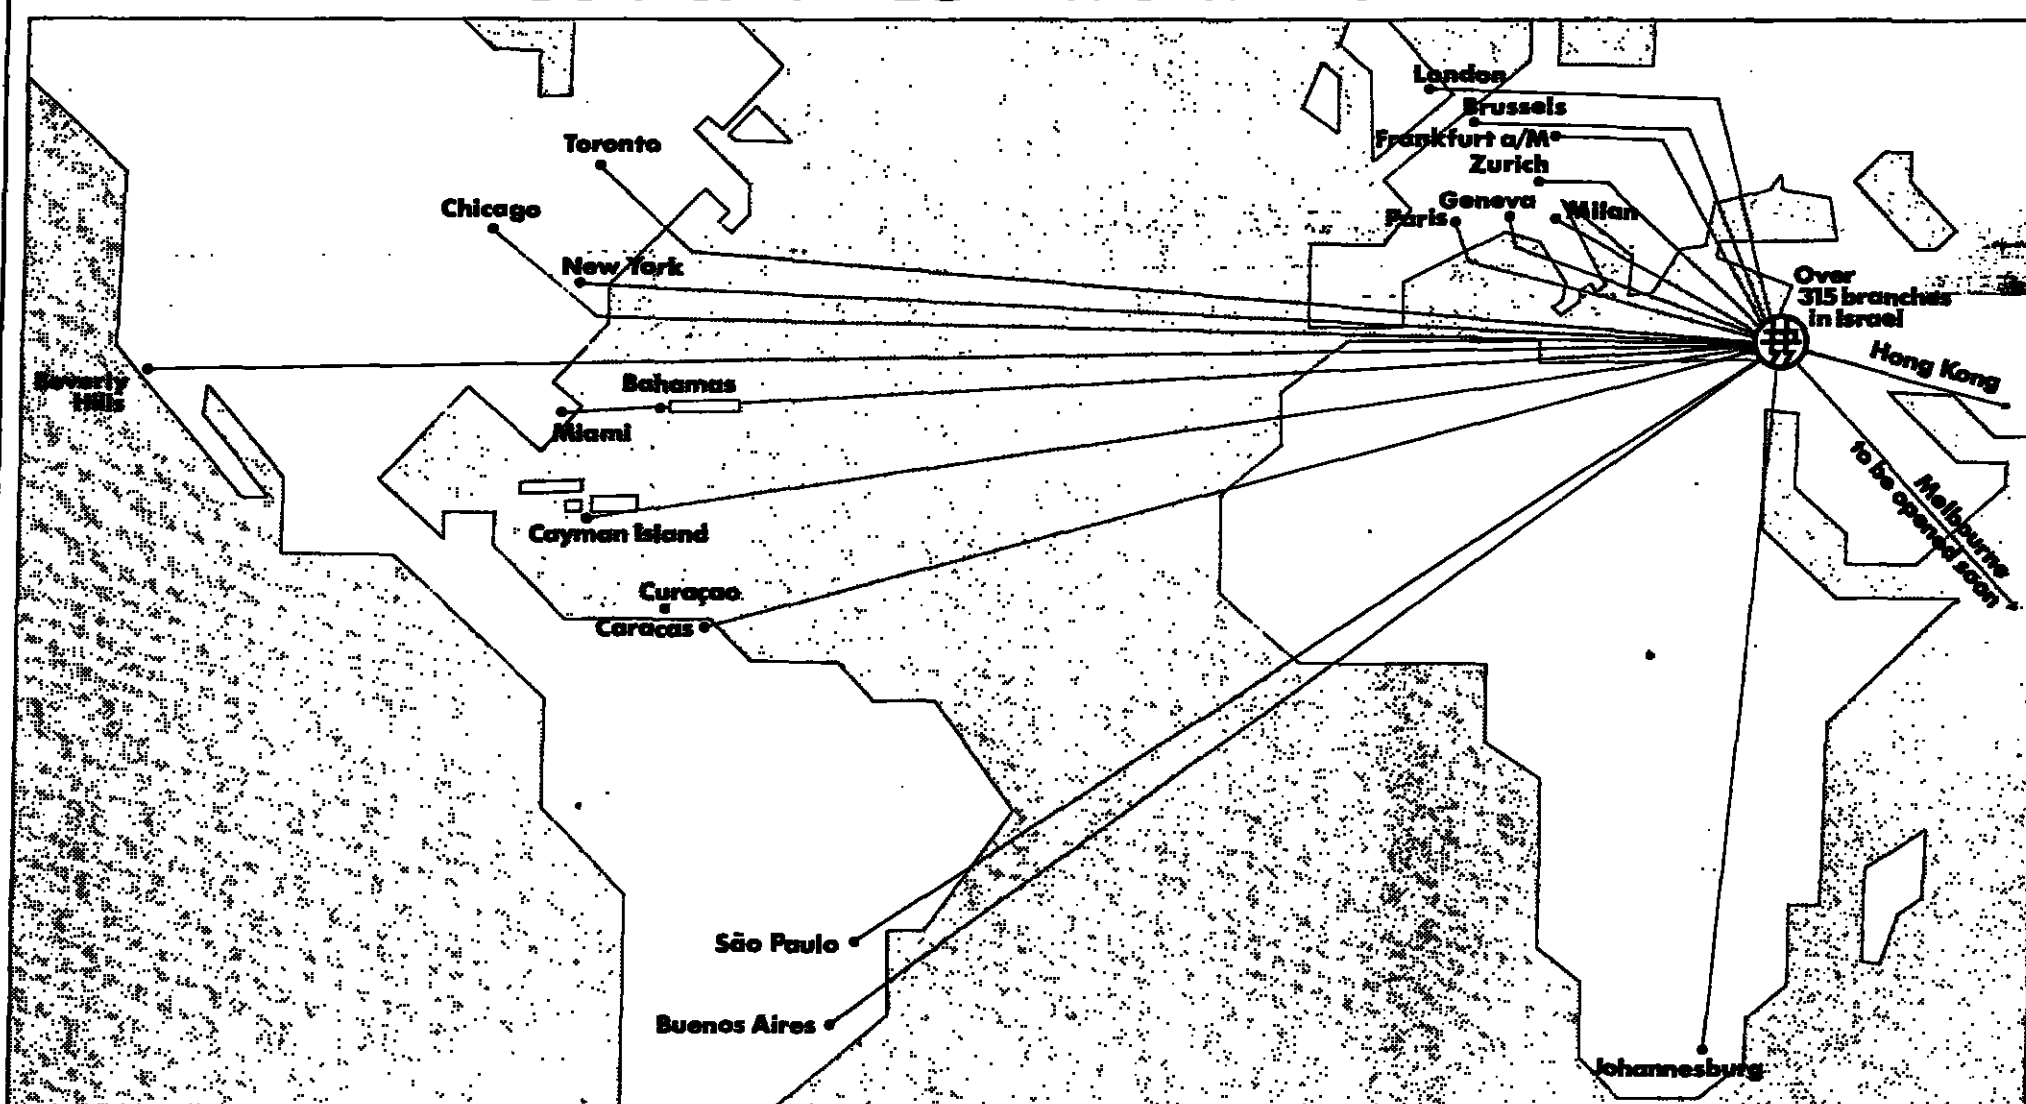 London
Brussels
Toronto
Frankfurt a/M
Zurich
Chicago
Geneva
Paris
Milan
New York
Over
315 branches
in Israel
Hong Kong
Beverly
Hills
Bahamas
Miami
Melbourne
to be opened soon
Cayman Island
Curaçao
Caracas
São Paulo
Buenos Aires
Johannesburg